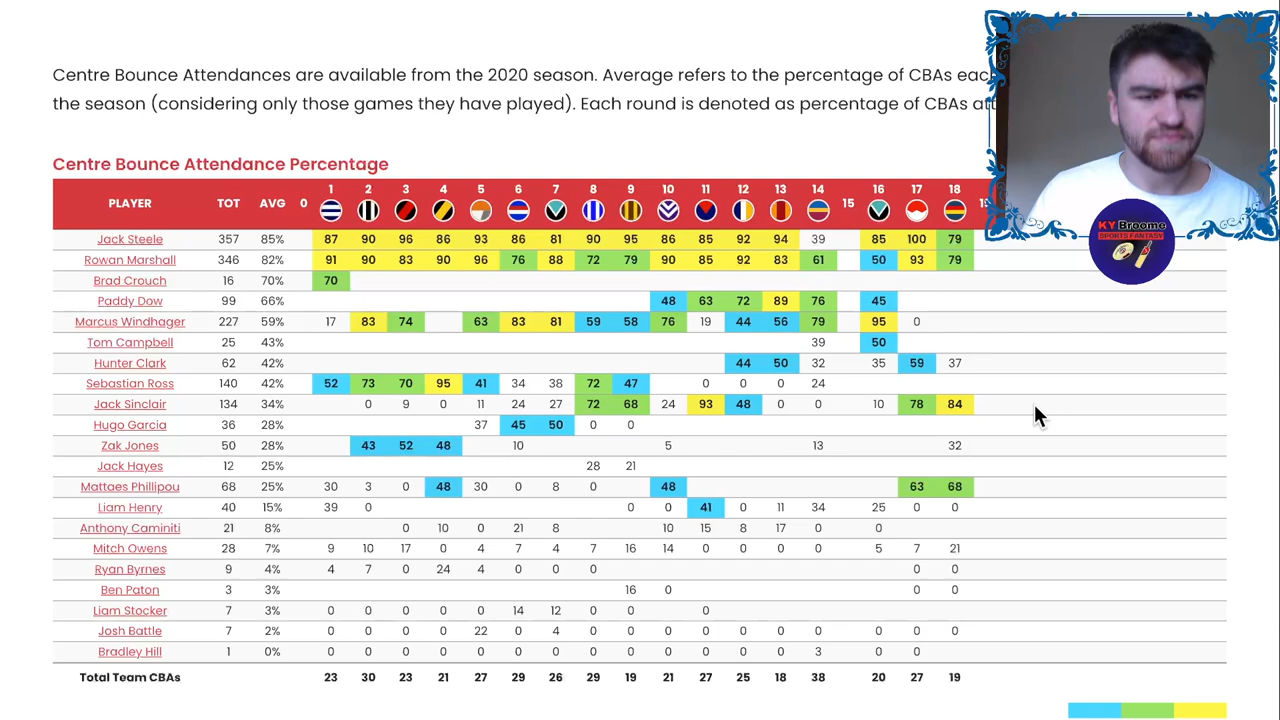 Centre Bounce Attendances are available from the 2020 season. Average refers to the percentage of CBAs
the season (considering only those games they have played). Each round is denoted as percentage of CBAs
Centre Bounce Attendance Percentage
PLAYER TOT AVG 0 1 2 3 4 5 6 7 8 9 10 11 12 13 14 15 16 17 18
Jack Steele 357 85% 87 90 96 86 93 86 81 90 95 86 85 92 94 39 85 100 79
Rowan Marshall 346 82% 91 90 83 90 96 76 88 72 79 90 85 92 83 61 50 93 79
Brad Crouch 16 70% 70
Paddy Dow 99 66% 48 63 72 89 76 45
Marcus Windhager 227 59% 17 83 74 63 83 81 59 58 76 19 44 56 79 95 0
Tom Campbell 25 43% 39 50
Hunter Clark 62 42% 44 50 32 35 59 37
Sebastian Ross 140 42% 52 73 70 95 41 34 38 72 47 0 0 0 24
Jack Sinclair 134 34% 0 9 0 11 24 27 72 68 24 93 48 0 0 10 78 84
Hugo Garcia 36 28% 37 45 50 0 0
Zak Jones 50 28% 43 52 48 10 5 13 32
Jack Hayes 12 25% 28 21
Mattaes Phillipou 68 25% 30 3 0 48 30 0 8 0 48 63 68
Liam Henry 40 15% 39 0 0 0 41 0 11 34 25 0 0
Anthony Caminiti 21 8% 0 10 0 21 8 10 15 8 17 0 0
Mitch Owens 28 7% 9 10 17 0 4 7 4 7 16 14 0 0 0 0 5 7 21
Ryan Byrnes 9 4% 4 7 0 24 4 0 0 0 0 0
Ben Paton 3 3% 16 0 0 0
Liam Stocker 7 3% 0 0 0 0 0 14 12 0 0 0
Josh Battle 7 2% 0 0 0 0 22 0 4 0 0 0 0 0 0 0 0 0 0
Bradley Hill 1 0% 0 0 0 0 0 0 0 0 0 0 0 0 0 3 0 0
Total Team CBAs 23 30 23 21 27 29 26 29 19 21 27 25 18 38 20 27 19
KY Broome
SPORTS FANTASY